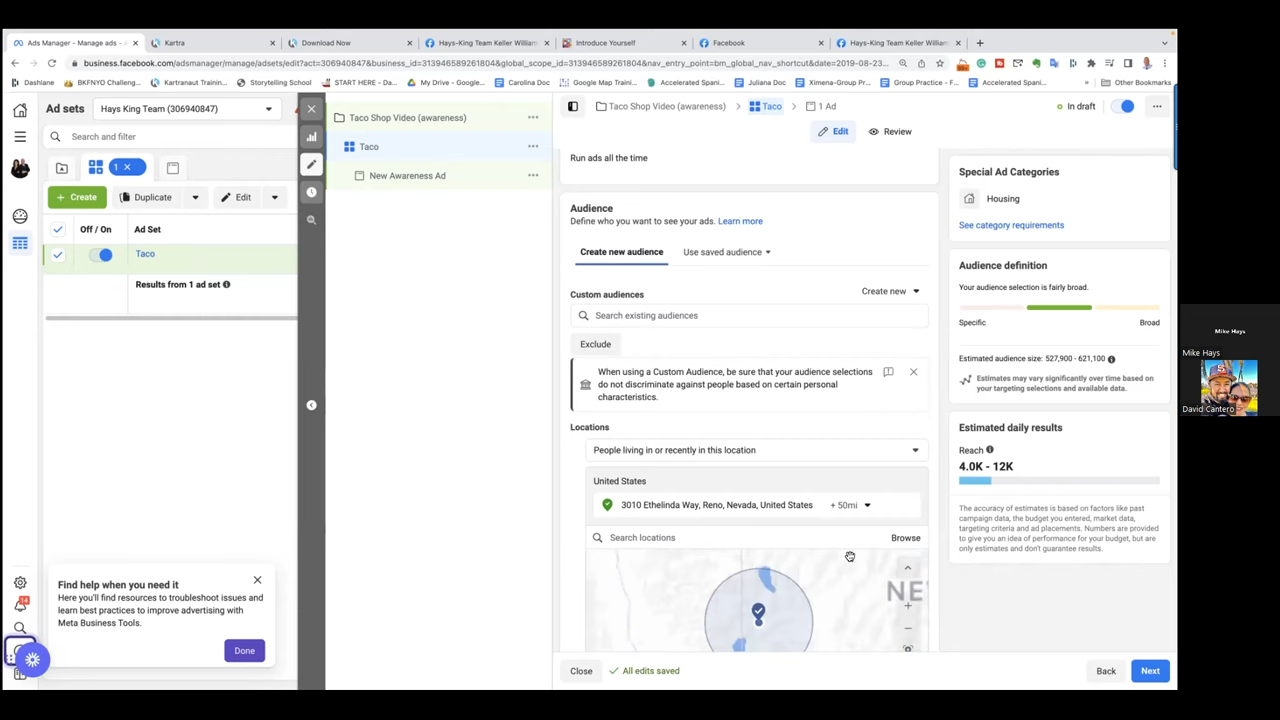 Ads Manager - Manage ads -
Kartra
Download Now
Hays-King Team Keller William
Introduce Yourself
Facebook
Hays-King Team Keller William
business.facebook.com/adsmanager/manage/adsets/edit?act=306940847&business_id=313946589261804&global_scope_id=313946589261804&nav_entry_point=bm_global_nav_shortcut&date=2019-08-23...
Dashlane
BKFNYO Challeng...
Kartranaut Trainin...
Storytelling School
START HERE - DA...
My Drive - Google...
Carolina Doc
Google Map Traini...
Accelerated Spani...
Juliana Doc
Ximena-Group Pr...
Group Practice - F...
Accelerated Spani...
Other Bookmarks
Ad sets
Hays King Team (306940847)
Search and filter
1
Create
Duplicate
Edit
Off / On
Ad Set
Taco
Results from 1 ad set
Find help when you need it
Here you'll find resources to troubleshoot issues and
learn best practices to improve advertising with
Meta Business Tools.
Done
14
Taco Shop Video (awareness)
Taco
New Awareness Ad
Taco Shop Video (awareness)
Taco
1 Ad
In draft
Edit
Review
Run ads all the time
Audience
Define who you want to see your ads. Learn more
Create new audience
Use saved audience
Custom audiences
Create new
Search existing audiences
Exclude
When using a Custom Audience, be sure that your audience selections
do not discriminate against people based on certain personal
characteristics.
Locations
People living in or recently in this location
United States
3010 Ethelinda Way, Reno, Nevada, United States
+ 50mi
Search locations
Browse
NE
Close
All edits saved
Back
Next
Special Ad Categories
Housing
See category requirements
Audience definition
Your audience selection is fairly broad.
Specific
Broad
Estimated audience size: 527,900 - 621,100
Estimates may vary significantly over time based on
your targeting selections and available data.
Estimated daily results
Reach
4.0K - 12K
The accuracy of estimates is based on factors like past
campaign data, the budget you entered, market data,
targeting criteria and ad placements. Numbers are provided
to give you an idea of performance for your budget, but are
only estimates and don't guarantee results.
Mike Hays
Mike Hays
David Cantero